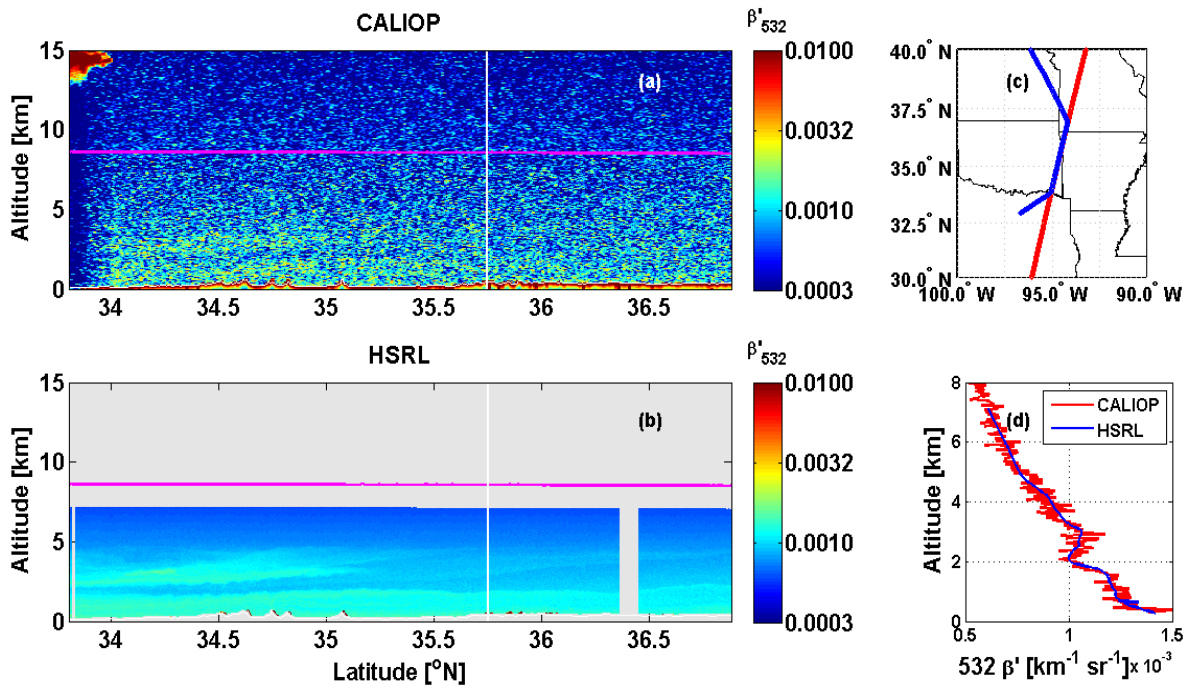 CALIOP
β'532
15
10
5
0
Altitude [km]
34
34.5
35
35.5
36
36.5
(a)
0.0100
0.0032
0.0010
0.0003
40.0° N
37.5° N
35.0° N
32.5° N
30.0° N
100.0° W
95.0° W
90.0° W
(c)
HSRL
β'532
15
10
5
0
Altitude [km]
34
34.5
35
35.5
36
36.5
Latitude [°N]
(b)
0.0100
0.0032
0.0010
0.0003
8
6
4
2
0
Altitude [km]
(d)
CALIOP
HSRL
0.5
1
1.5
532 β' [km⁻¹ sr⁻¹] x 10⁻³